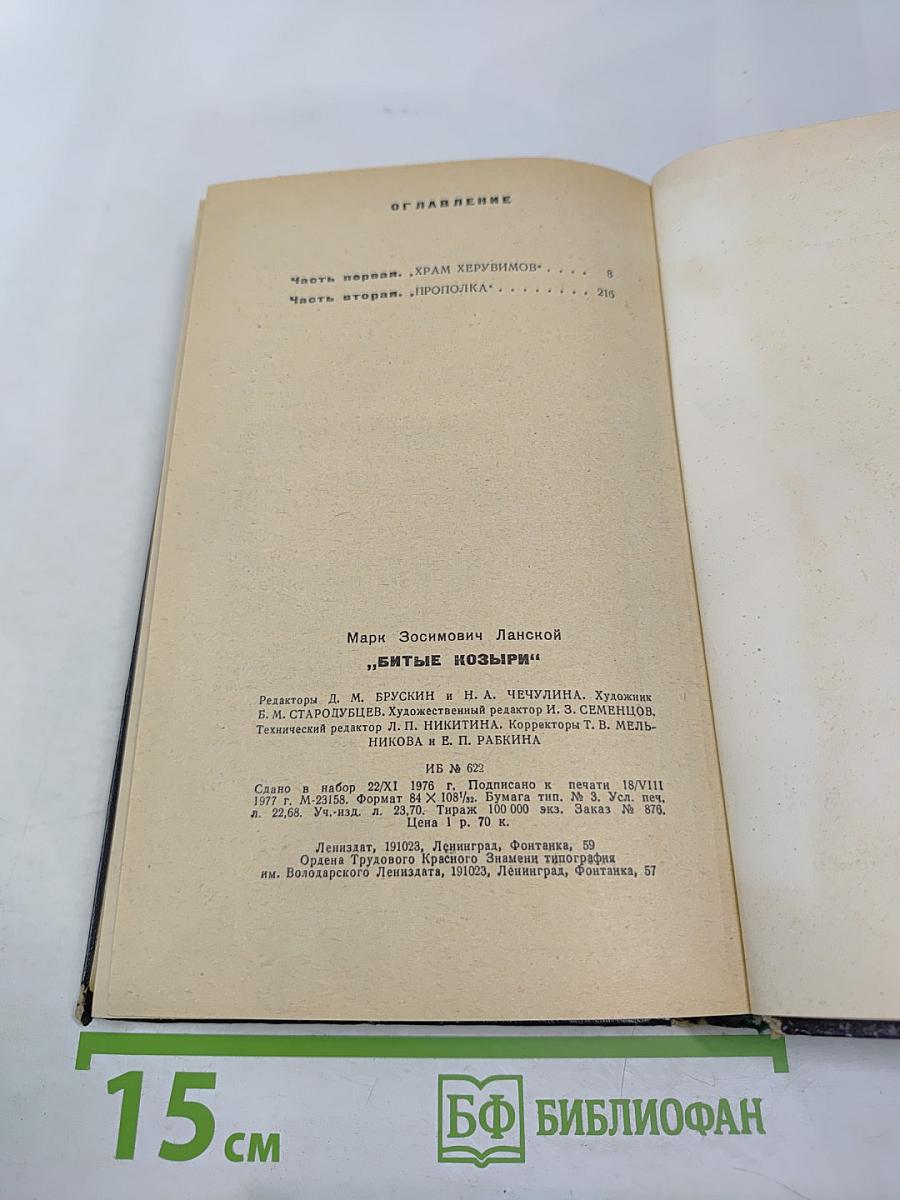 ОГЛАВЛЕНИЕ
Часть первая. „ХРАМ ХЕРУВИМОВ“ . . . . 8
Часть вторая. „ПРОПОЛКА“ . . . . . . . . 216
Марк Зосимович Ланской
„БИТЫЕ КОЗЫРИ“
Редакторы Д. М. БРУСКИН и Н. А. ЧЕЧУЛИНА. Художник
Б. М. СТАРОДУБЦЕВ. Художественный редактор И. З. СЕМЕНЦОВ.
Технический редактор Л. П. НИКИТИНА. Корректоры Т. В. МЕЛЬ-
НИКОВА и Е. П. РАБКИНА
ИБ № 622
Сдано в набор 22/XI 1976 г. Подписано к печати 18/VIII
1977 г. М-23158. Формат 84 × 108¹/₃₂. Бумага тип. № 3. Усл. печ.
л. 22,68. Уч.-изд. л. 23,70. Тираж 100 000 экз. Заказ № 876.
Цена 1 р. 70 к.
Лениздат, 191023, Ленинград, Фонтанка, 59
Ордена Трудового Красного Знамени типография
им. Володарского Лениздата, 191023, Ленинград, Фонтанка, 57
15 см
БФ БИБЛИОФАН